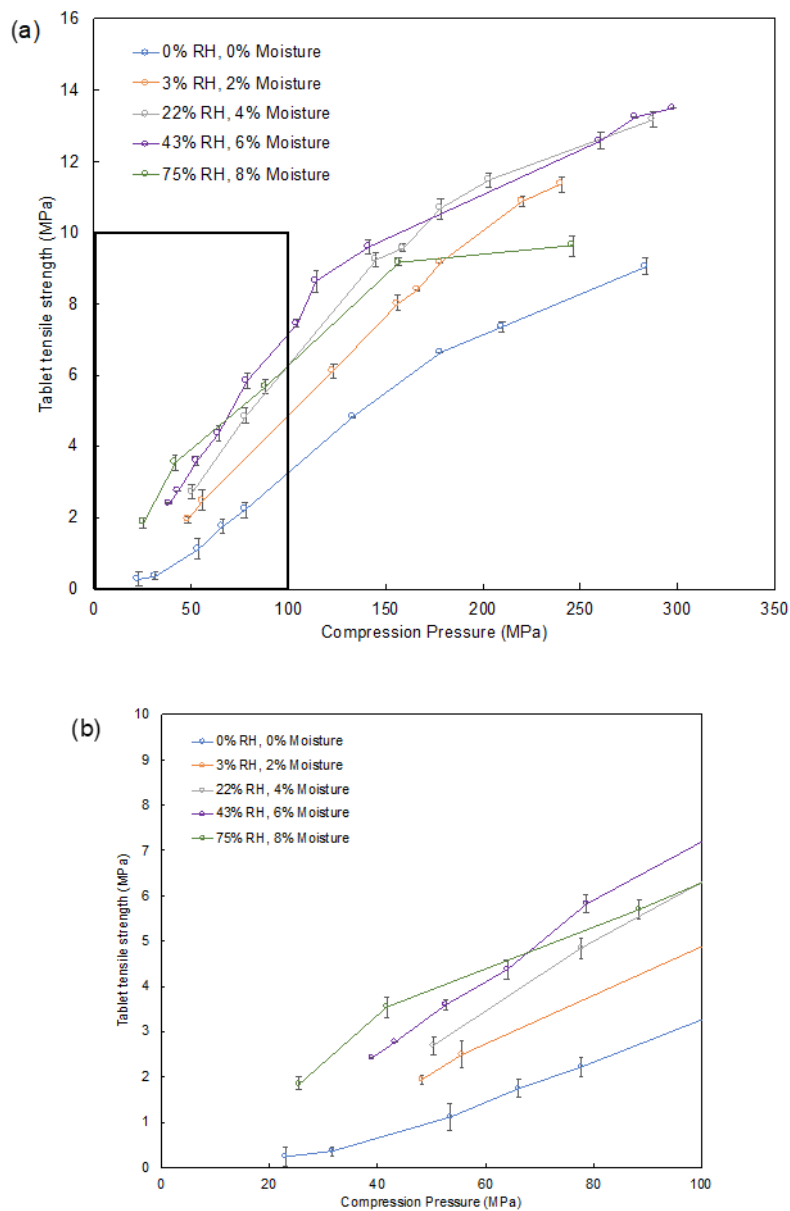 (a)
16
14
12
10
8
6
4
2
0
Tablet tensile strength (MPa)
0% RH, 0% Moisture
3% RH, 2% Moisture
22% RH, 4% Moisture
43% RH, 6% Moisture
75% RH, 8% Moisture
0 50 100 150 200 250 300 350
Compression Pressure (MPa)
(b)
10
9
8
7
6
5
4
3
2
1
0
Tablet tensile strength (MPa)
0% RH, 0% Moisture
3% RH, 2% Moisture
22% RH, 4% Moisture
43% RH, 6% Moisture
75% RH, 8% Moisture
0 20 40 60 80 100
Compression Pressure (MPa)